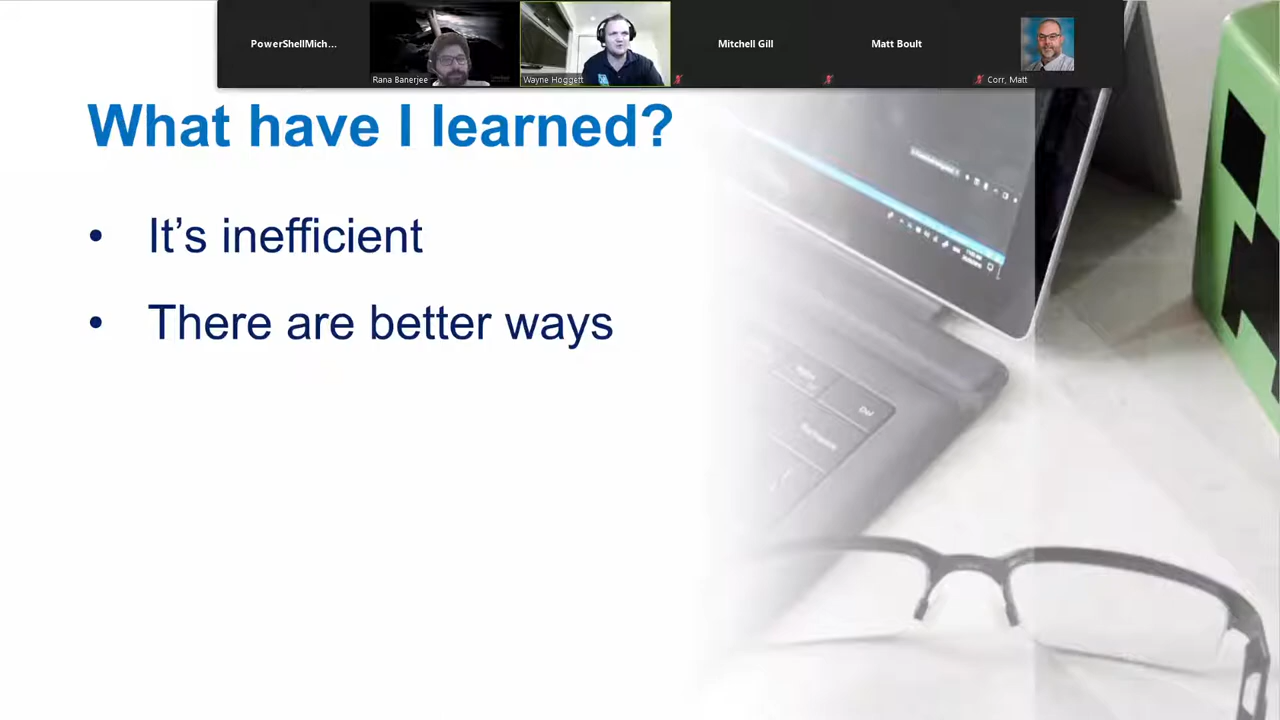 PowerShellMich...
Rana Banerjee
Wayne Hoggett
Mitchell Gill
Matt Boult
Corr, Matt
What have I learned?
• It's inefficient
• There are better ways
Del